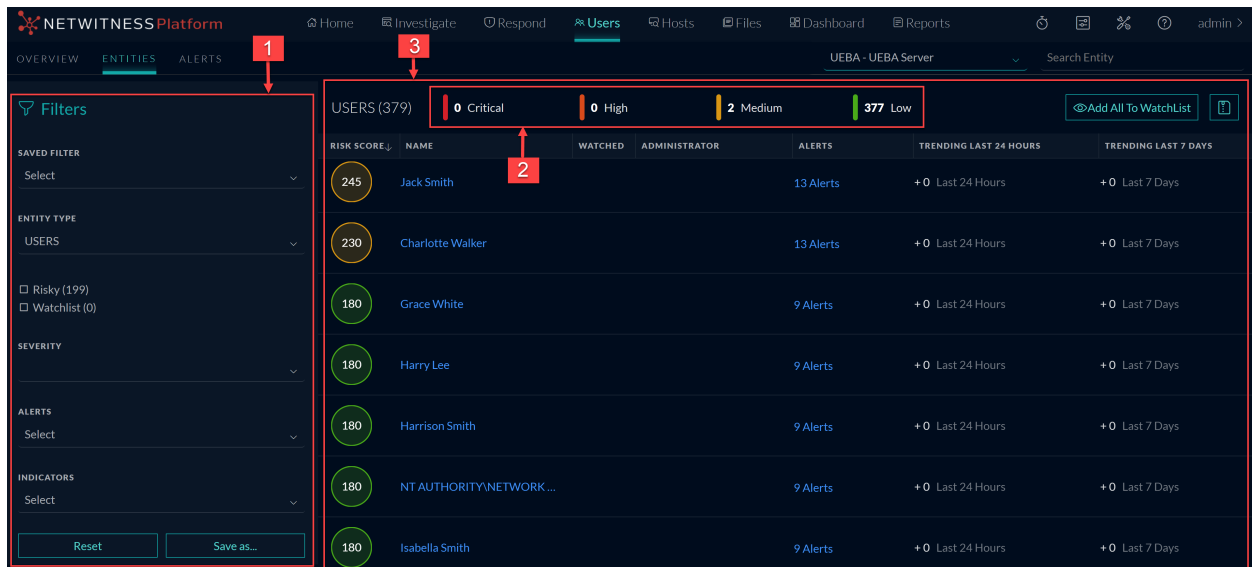 NETWITNESS Platform Home Investigate Respond Users Hosts Files Dashboard Reports admin >
OVERVIEW ENTITIES ALERTS 1 3 UEBA - UEBA Server Search Entity
Filters
SAVED FILTER
Select
ENTITY TYPE
USERS
Risky (199)
Watchlist (0)
SEVERITY
ALERTS
Select
INDICATORS
Select
Reset Save as...
USERS (379) 0 Critical 0 High 2 Medium 377 Low Add All To WatchList
2
RISK SCORE NAME WATCHED ADMINISTRATOR ALERTS TRENDING LAST 24 HOURS TRENDING LAST 7 DAYS
245 Jack Smith 13 Alerts + 0 Last 24 Hours + 0 Last 7 Days
230 Charlotte Walker 13 Alerts + 0 Last 24 Hours + 0 Last 7 Days
180 Grace White 9 Alerts + 0 Last 24 Hours + 0 Last 7 Days
180 Harry Lee 9 Alerts + 0 Last 24 Hours + 0 Last 7 Days
180 Harrison Smith 9 Alerts + 0 Last 24 Hours + 0 Last 7 Days
180 NT AUTHORITY\NETWORK ... 9 Alerts + 0 Last 24 Hours + 0 Last 7 Days
180 Isabella Smith 9 Alerts + 0 Last 24 Hours + 0 Last 7 Days